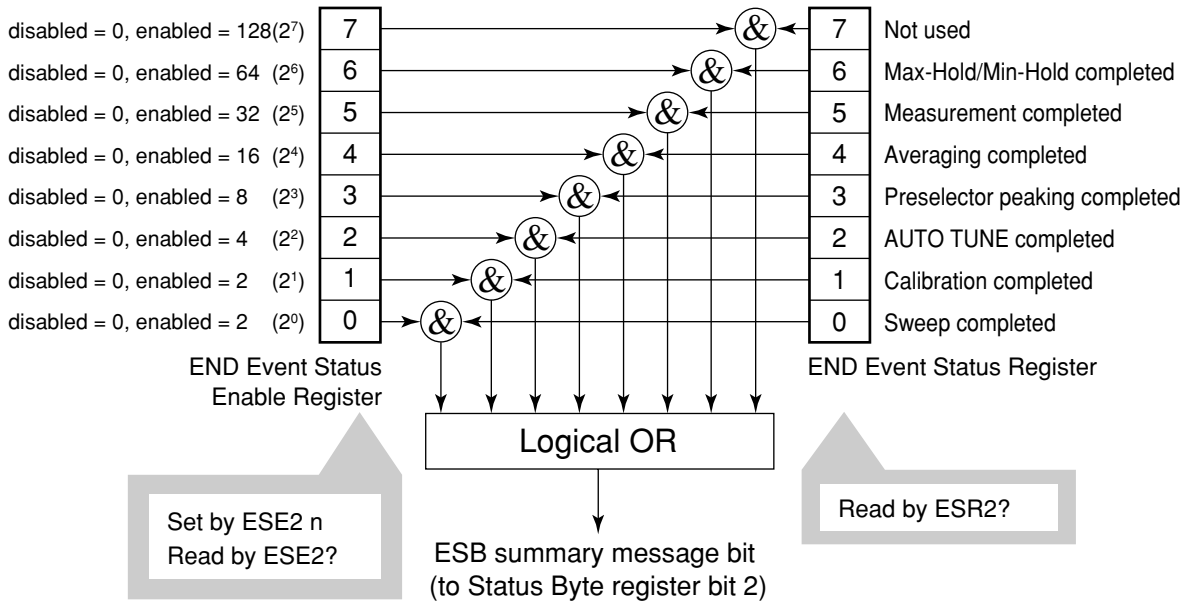 disabled = 0, enabled = 128(2⁷) 7 & 7 Not used
disabled = 0, enabled = 64 (2⁶) 6 & 6 Max-Hold/Min-Hold completed
disabled = 0, enabled = 32 (2⁵) 5 & 5 Measurement completed
disabled = 0, enabled = 16 (2⁴) 4 & 4 Averaging completed
disabled = 0, enabled = 8 (2³) 3 & 3 Preselector peaking completed
disabled = 0, enabled = 4 (2²) 2 & 2 AUTO TUNE completed
disabled = 0, enabled = 2 (2¹) 1 & 1 Calibration completed
disabled = 0, enabled = 2 (2⁰) 0 & 0 Sweep completed
END Event Status
Enable Register
END Event Status Register
Logical OR
Set by ESE2 n
Read by ESE2?
Read by ESR2?
ESB summary message bit
(to Status Byte register bit 2)